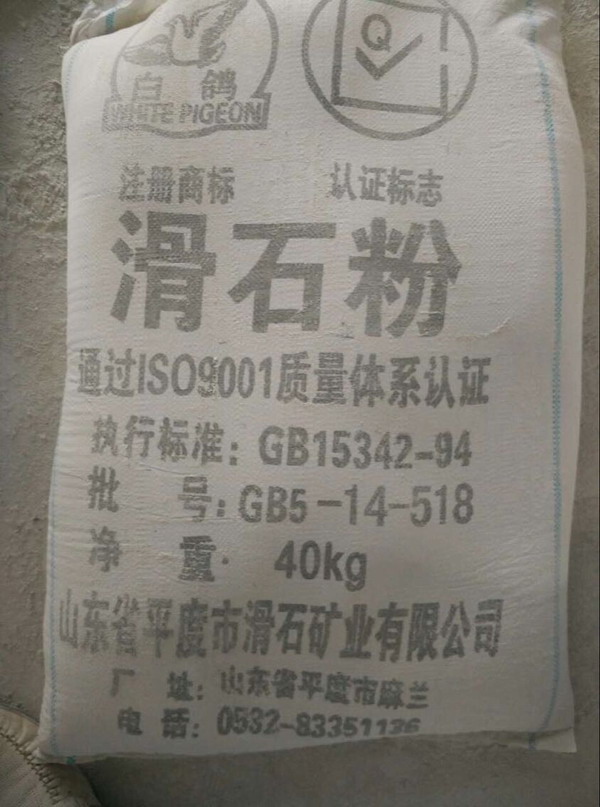 白鸽
WHITE PIGEON
Q
注册商标 认证标志
滑石粉
通过ISO9001质量体系认证
执行标准：GB15342-94
批 号：GB5-14-518
净 重· 40kg
山东省平度市滑石矿业有限公司
厂 址：山东省平度市麻兰
电 话：0532-83351136